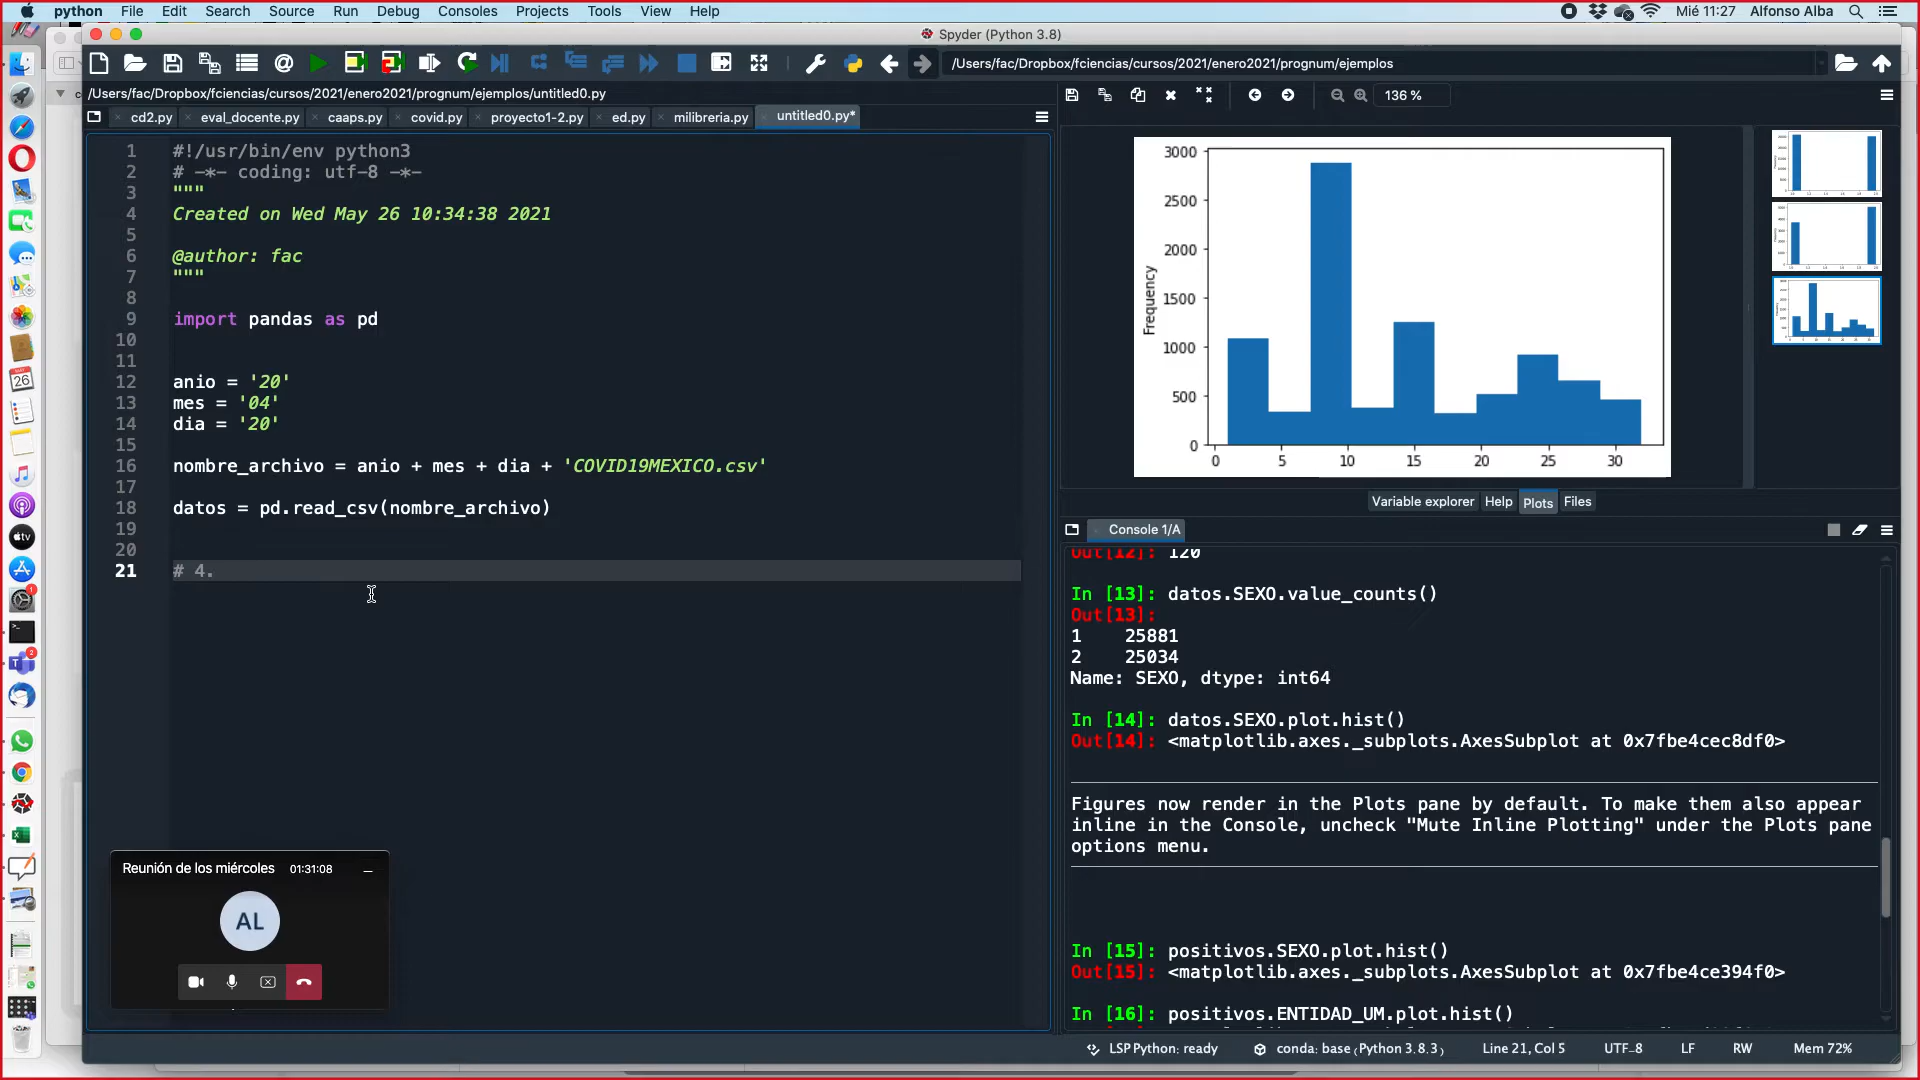 python File Edit Search Source Run Debug Consoles Projects Tools View Help Mié 11:27 Alfonso Alba
Spyder (Python 3.8)
/Users/fac/Dropbox/fciencias/cursos/2021/enero2021/prognum/ejemplos
/Users/fac/Dropbox/fciencias/cursos/2021/enero2021/prognum/ejemplos/untitled0.py
136 %
cd2.py eval_docente.py caaps.py covid.py proyecto1-2.py ed.py milibreria.py untitled0.py*
1 #!/usr/bin/env python3
2 # -*- coding: utf-8 -*-
3 """
4 Created on Wed May 26 10:34:38 2021
5
6 @author: fac
7 """
8
9 import pandas as pd
10
11
12 anio = '20'
13 mes = '04'
14 dia = '20'
15
16 nombre_archivo = anio + mes + dia + 'COVID19MEXICO.csv'
17
18 datos = pd.read_csv(nombre_archivo)
19
20
21 # 4.
3000
2500
2000
1500
1000
500
0
Frequency
0 5 10 15 20 25 30
Variable explorer Help Plots Files
Console 1/A
Out[12]: 120
In [13]: datos.SEXO.value_counts()
Out[13]:
1 25881
2 25034
Name: SEXO, dtype: int64
In [14]: datos.SEXO.plot.hist()
Out[14]: <matplotlib.axes._subplots.AxesSubplot at 0x7fbe4cec8df0>
Figures now render in the Plots pane by default. To make them also appear
inline in the Console, uncheck "Mute Inline Plotting" under the Plots pane
options menu.
In [15]: positivos.SEXO.plot.hist()
Out[15]: <matplotlib.axes._subplots.AxesSubplot at 0x7fbe4ce394f0>
In [16]: positivos.ENTIDAD_UM.plot.hist()
Reunión de los miércoles 01:31:08
AL
LSP Python: ready conda: base (Python 3.8.3) Line 21, Col 5 UTF-8 LF RW Mem 72%